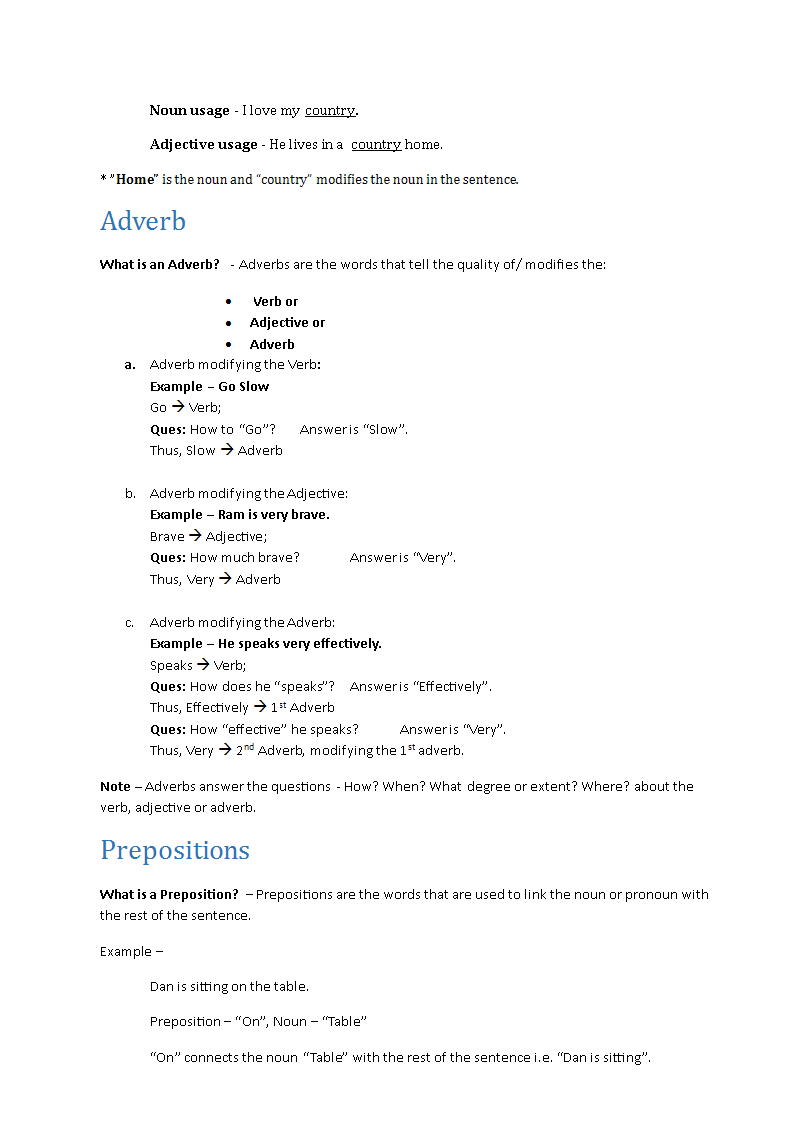 Noun usage - I love my country.
Adjective usage - He lives in a country home.
* "Home" is the noun and “country” modifies the noun in the sentence.
Adverb
What is an Adverb? - Adverbs are the words that tell the quality of/ modifies the:
• Verb or
• Adjective or
• Adverb
a. Adverb modifying the Verb:
Example – Go Slow
Go → Verb;
Ques: How to “Go”? Answer is “Slow”.
Thus, Slow → Adverb
b. Adverb modifying the Adjective:
Example – Ram is very brave.
Brave → Adjective;
Ques: How much brave? Answer is “Very”.
Thus, Very → Adverb
c. Adverb modifying the Adverb:
Example – He speaks very effectively.
Speaks → Verb;
Ques: How does he “speaks”? Answer is “Effectively”.
Thus, Effectively → 1st Adverb
Ques: How “effective” he speaks? Answer is “Very”.
Thus, Very → 2nd Adverb, modifying the 1st adverb.
Note – Adverbs answer the questions - How? When? What degree or extent? Where? about the
verb, adjective or adverb.
Prepositions
What is a Preposition? – Prepositions are the words that are used to link the noun or pronoun with
the rest of the sentence.
Example –
Dan is sitting on the table.
Preposition – “On”, Noun – “Table”
“On” connects the noun “Table” with the rest of the sentence i.e. “Dan is sitting”.